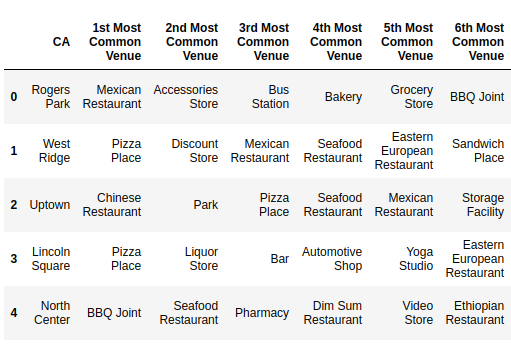 CA 1st Most Common Venue 2nd Most Common Venue 3rd Most Common Venue 4th Most Common Venue 5th Most Common Venue 6th Most Common Venue
0 Rogers Park Mexican Restaurant Accessories Store Bus Station Bakery Grocery Store BBQ Joint
1 West Ridge Pizza Place Discount Store Mexican Restaurant Seafood Restaurant Eastern European Restaurant Sandwich Place
2 Uptown Chinese Restaurant Park Pizza Place Seafood Restaurant Mexican Restaurant Storage Facility
3 Lincoln Square Pizza Place Liquor Store Bar Automotive Shop Yoga Studio Eastern European Restaurant
4 North Center BBQ Joint Seafood Restaurant Pharmacy Dim Sum Restaurant Video Store Ethiopian Restaurant